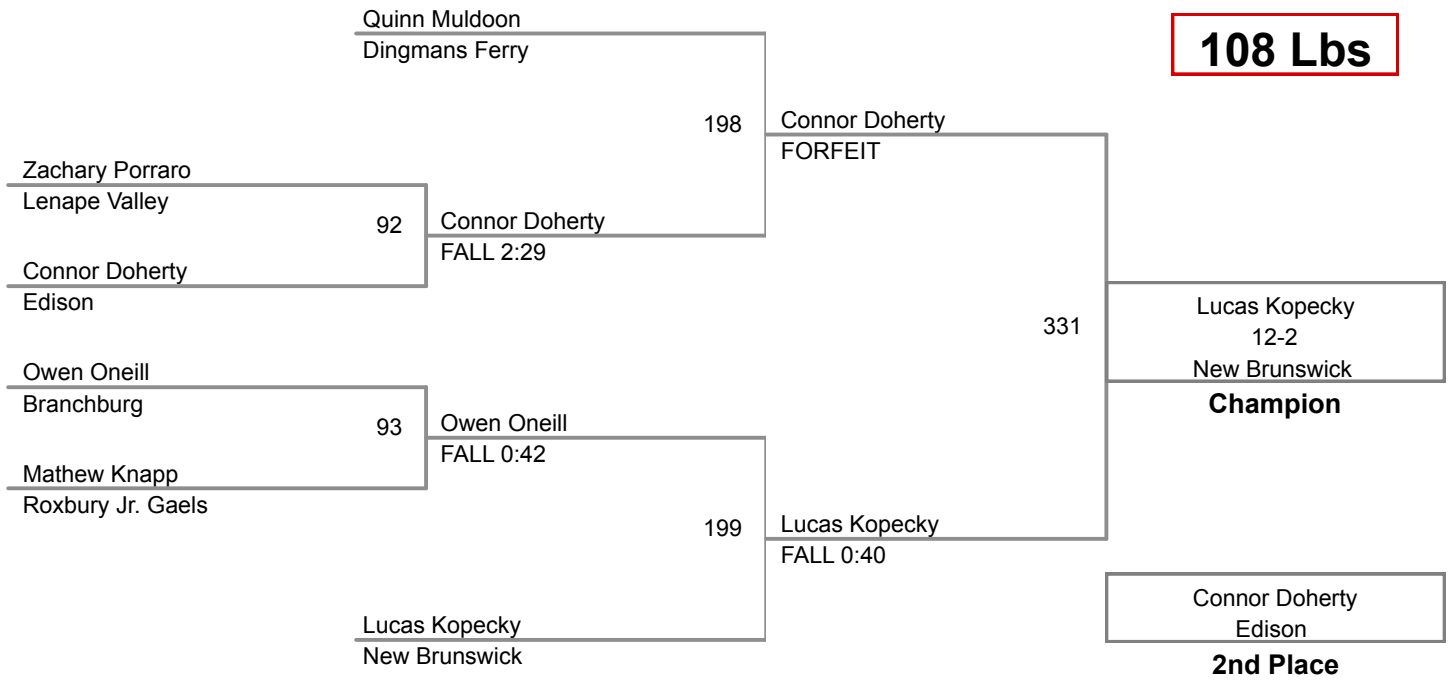 Quinn Muldoon
Dingmans Ferry
108 Lbs
198
Connor Doherty
FORFEIT
Zachary Porraro
Lenape Valley
92
Connor Doherty
FALL 2:29
Connor Doherty
Edison
331
Lucas Kopecky
12-2
New Brunswick
Champion
Owen Oneill
Branchburg
93
Owen Oneill
FALL 0:42
Mathew Knapp
Roxbury Jr. Gaels
199
Lucas Kopecky
FALL 0:40
Lucas Kopecky
New Brunswick
Connor Doherty
Edison
2nd Place